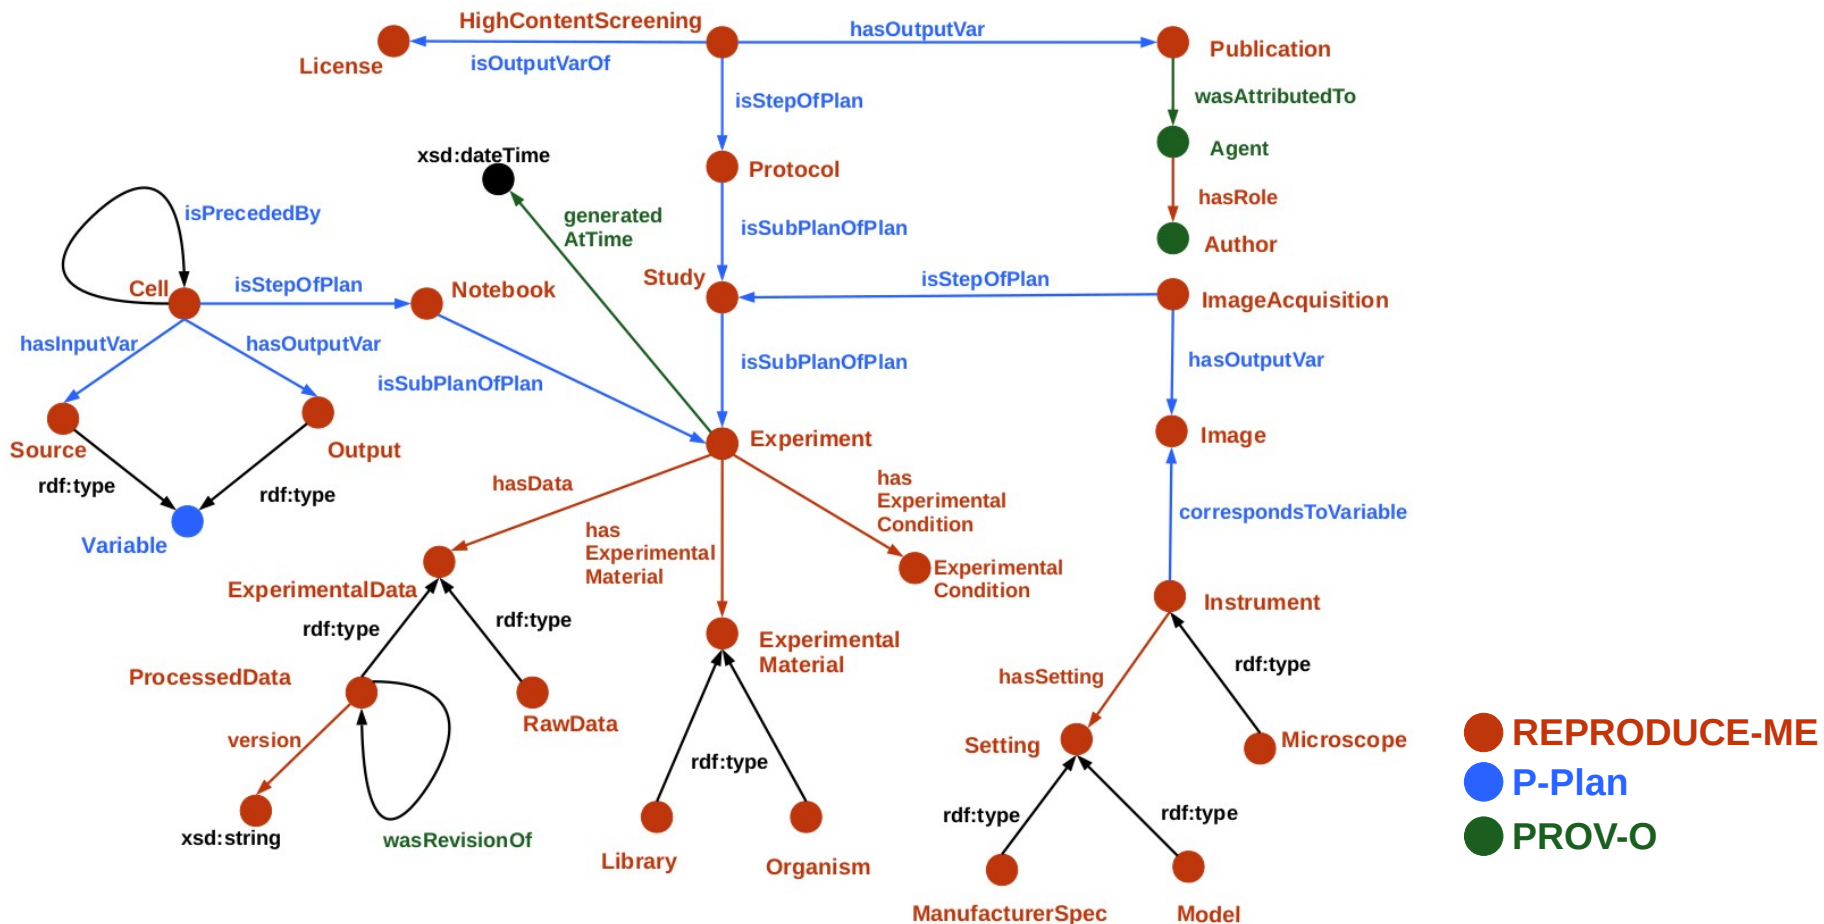 HighContentScreening
hasOutputVar
License
isOutputVarOf
Publication
isStepOfPlan
wasAttributedTo
xsd:dateTime
Protocol
Agent
isPrecededBy
generated
AtTime
isSubPlanOfPlan
hasRole
Author
Cell
isStepOfPlan
Notebook
Study
isStepOfPlan
ImageAcquisition
hasInputVar
hasOutputVar
isSubPlanOfPlan
isSubPlanOfPlan
hasOutputVar
Source
Output
Experiment
Image
rdf:type
rdf:type
hasData
has
Experimental
Condition
Variable
has
Experimental
Material
correspondsToVariable
ExperimentalData
Experimental
Condition
Instrument
rdf:type
rdf:type
Experimental
Material
ProcessedData
RawData
hasSetting
rdf:type
version
rdf:type
Setting
Microscope
xsd:string
wasRevisionOf
rdf:type
rdf:type
Library
Organism
ManufacturerSpec
Model
REPRODUCE-ME
P-Plan
PROV-O